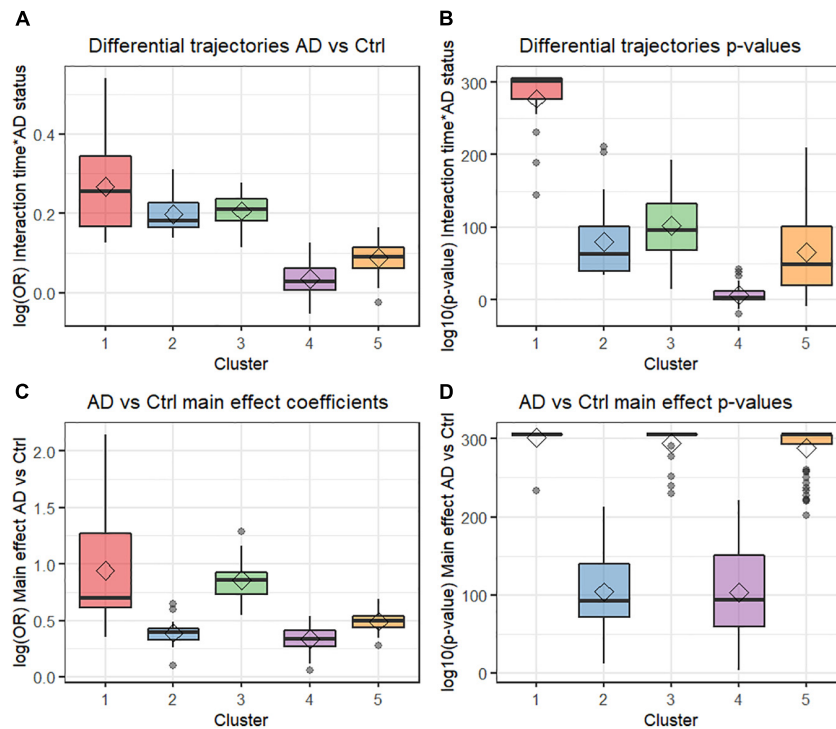 A
Differential trajectories AD vs Ctrl
log(OR) Interaction time*AD status
0.4
0.2
0.0
1 2 3 4 5
Cluster
B
Differential trajectories p-values
log10(p-value) Interaction time*AD status
300
200
100
0
1 2 3 4 5
Cluster
C
AD vs Ctrl main effect coefficients
log(OR) Main effect AD vs Ctrl
2.0
1.5
1.0
0.5
0.0
1 2 3 4 5
Cluster
D
AD vs Ctrl main effect p-values
log10(p-value) Main effect AD vs Ctrl
300
200
100
0
1 2 3 4 5
Cluster